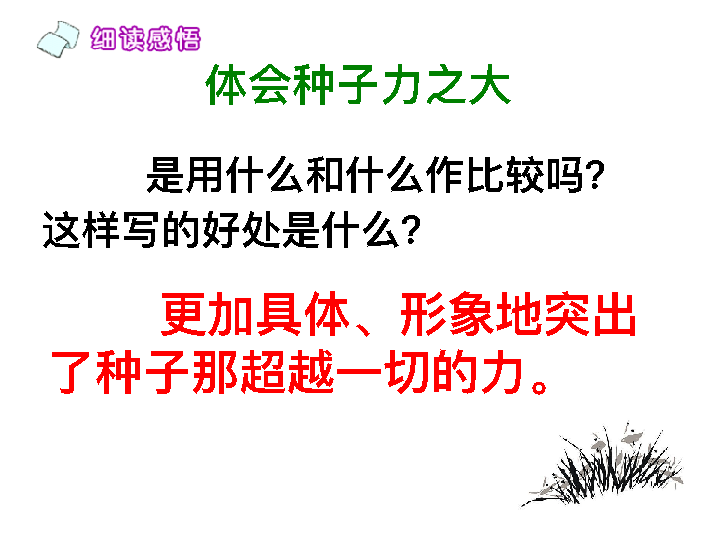 细读感悟
体会种子力之大
是用什么和什么作比较吗?
这样写的好处是什么?
更加具体、形象地突出
了种子那超越一切的力。